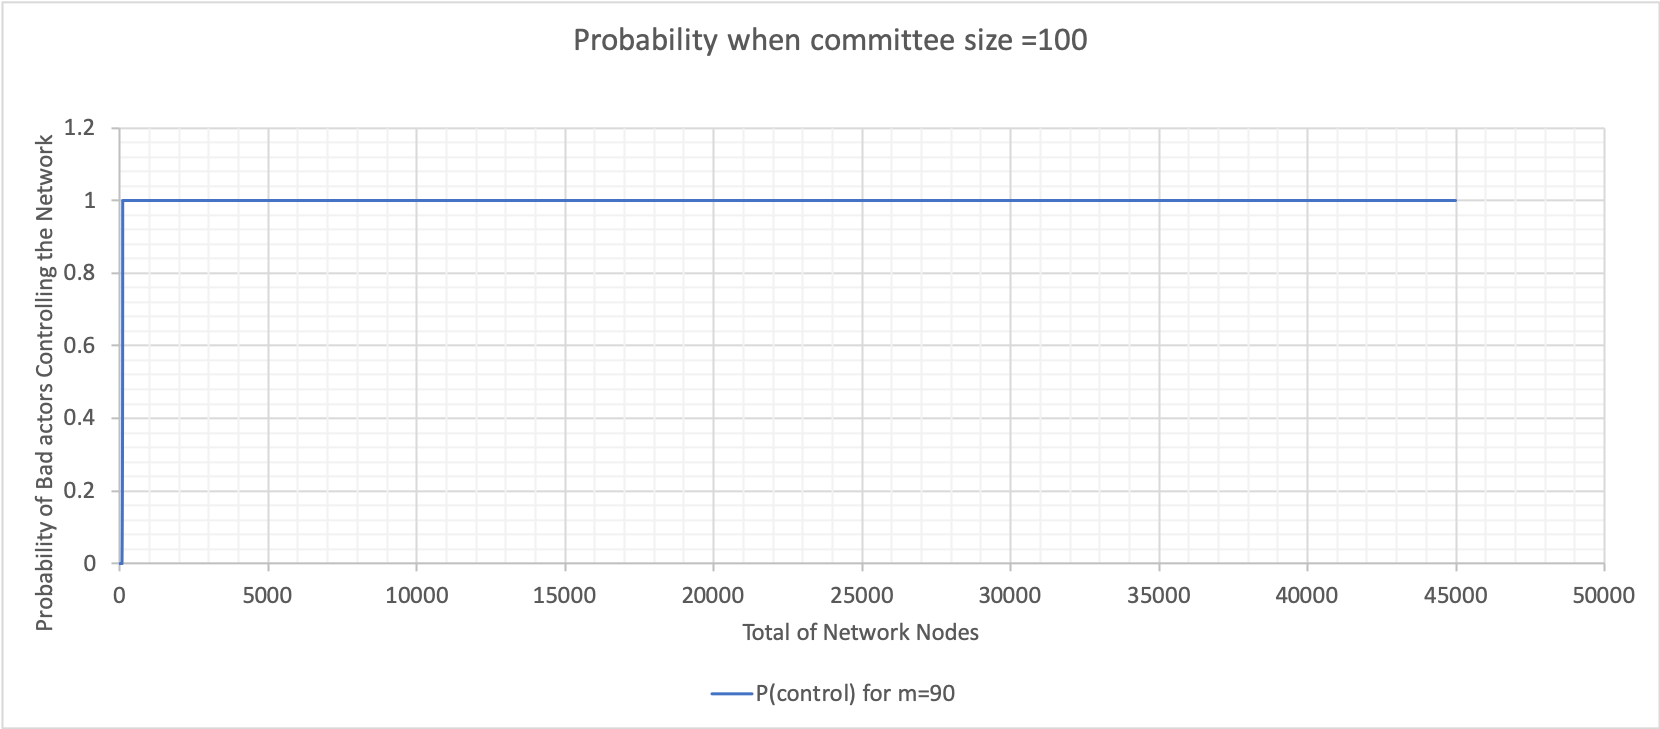 Probability when committee size =100
Probability of Bad actors Controlling the Network
1.2
1
0.8
0.6
0.4
0.2
0
0 5000 10000 15000 20000 25000 30000 35000 40000 45000 50000
Total of Network Nodes
P(control) for m=90